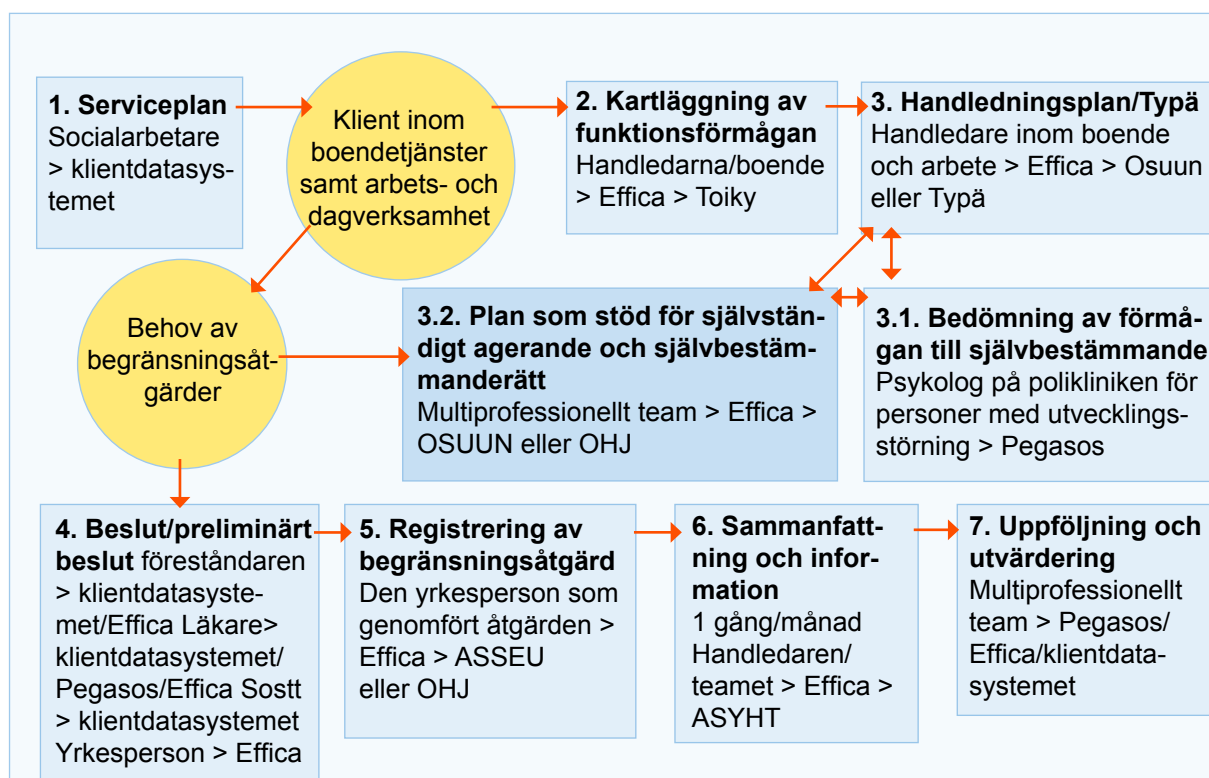 1. Serviceplan
Socialarbetare
> klientdatasys-
temet
Klient inom
boendetjänster
samt arbets- och
dagverksamhet
2. Kartläggning av
funktionsförmågan
Handledarna/boende
> Effica > Toiky
3. Handledningsplan/Typä
Handledare inom boende
och arbete > Effica > Osuun
eller Typä
Behov av
begränsningsåt-
gärder
3.2. Plan som stöd för självstän-
digt agerande och självbestäm-
manderätt
Multiprofessionellt team > Effica >
OSUUN eller OHJ
3.1. Bedömning av förmå-
gan till självbestämmande
Psykolog på polikliniken för
personer med utvecklings-
störning > Pegasos
4. Beslut/preliminärt
beslut föreståndaren
> klientdatasyste-
met/Effica Läkare>
klientdatasystemet/
Pegasos/Effica Sostt
> klientdatasystemet
Yrkesperson > Effica
5. Registrering av
begränsningsåtgärd
Den yrkesperson som
genomfört åtgärden >
Effica > ASSEU
eller OHJ
6. Sammanfatt-
ning och infor-
mation
1 gång/månad
Handledaren/
teamet > Effica >
ASYHT
7. Uppföljning och
utvärdering
Multiprofessionellt
team > Pegasos/
Effica/klientdata-
systemet